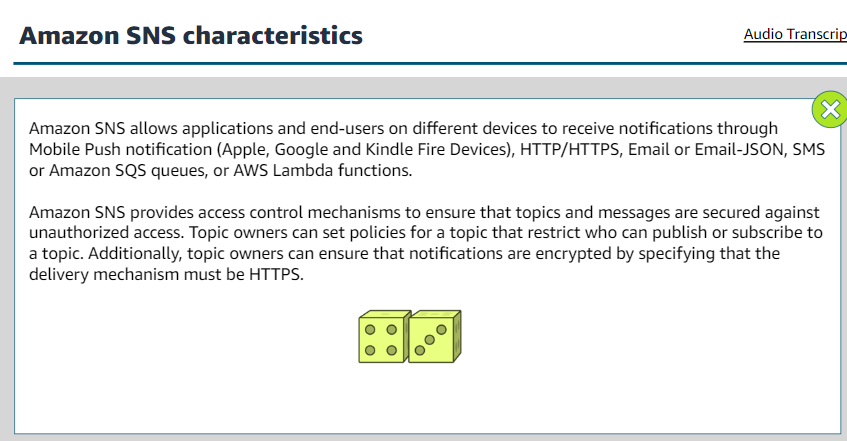 Amazon SNS characteristics
Audio Transcrip
Amazon SNS allows applications and end-users on different devices to receive notifications through
Mobile Push notification (Apple, Google and Kindle Fire Devices), HTTP/HTTPS, Email or Email-JSON, SMS
or Amazon SQS queues, or AWS Lambda functions.
Amazon SNS provides access control mechanisms to ensure that topics and messages are secured against
unauthorized access. Topic owners can set policies for a topic that restrict who can publish or subscribe to
a topic. Additionally, topic owners can ensure that notifications are encrypted by specifying that the
delivery mechanism must be HTTPS.